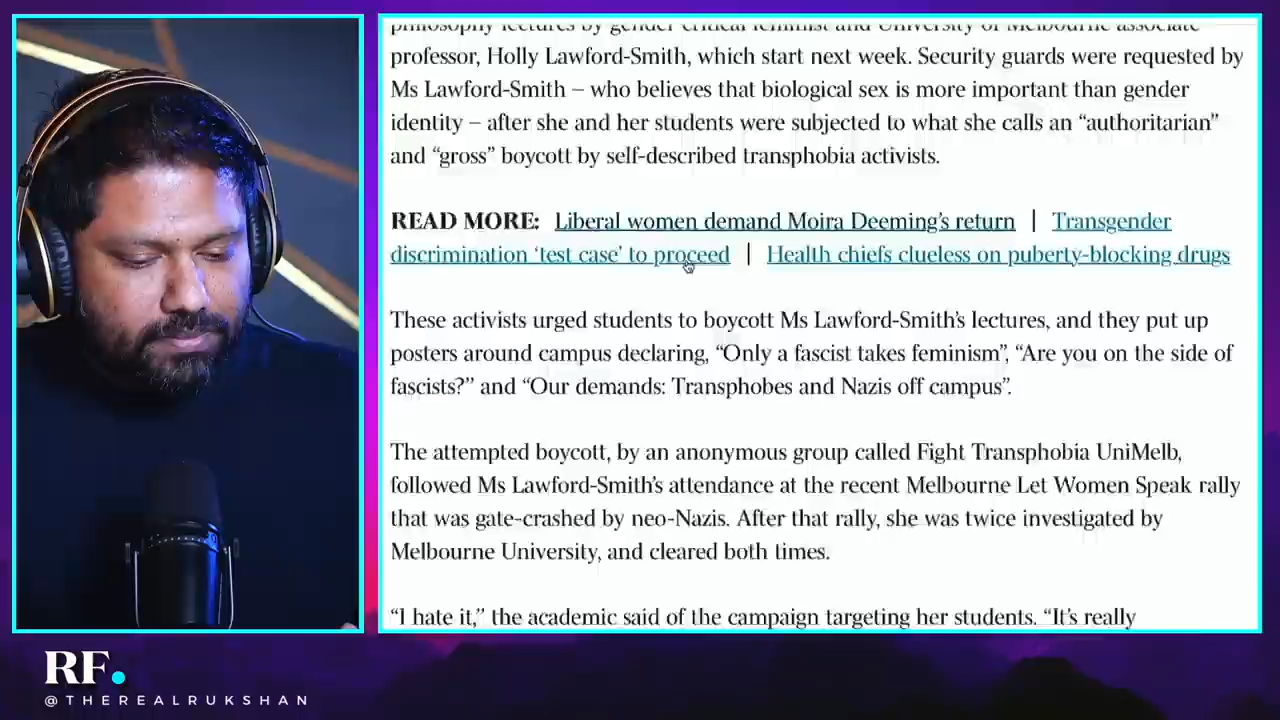 philosophy lectures by gender critical feminist and University of Melbourne associate
professor, Holly Lawford-Smith, which start next week. Security guards were requested by
Ms Lawford-Smith – who believes that biological sex is more important than gender
identity – after she and her students were subjected to what she calls an “authoritarian”
and “gross” boycott by self-described transphobia activists.
READ MORE: Liberal women demand Moira Deeming’s return | Transgender
discrimination ‘test case’ to proceed | Health chiefs clueless on puberty-blocking drugs
These activists urged students to boycott Ms Lawford-Smith’s lectures, and they put up
posters around campus declaring, “Only a fascist takes feminism”, “Are you on the side of
fascists?” and “Our demands: Transphobes and Nazis off campus”.
The attempted boycott, by an anonymous group called Fight Transphobia UniMelb,
followed Ms Lawford-Smith’s attendance at the recent Melbourne Let Women Speak rally
that was gate-crashed by neo-Nazis. After that rally, she was twice investigated by
Melbourne University, and cleared both times.
“I hate it,” the academic said of the campaign targeting her students. “It’s really
RF.
@THEREALRUKSHAN